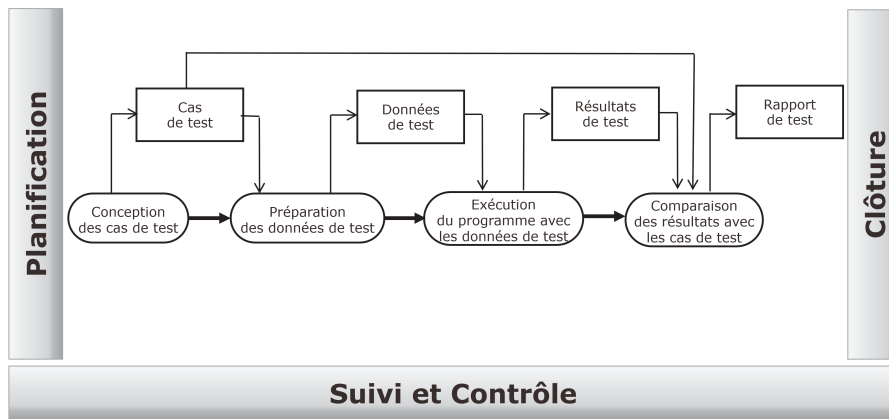 Planification
Cas
de test
Données
de test
Résultats
de test
Rapport
de test
Conception
des cas de test
Préparation
des données de test
Exécution
du programme avec
les données de test
Comparaison
des résultats avec
les cas de test
Clôture
Suivi et Contrôle